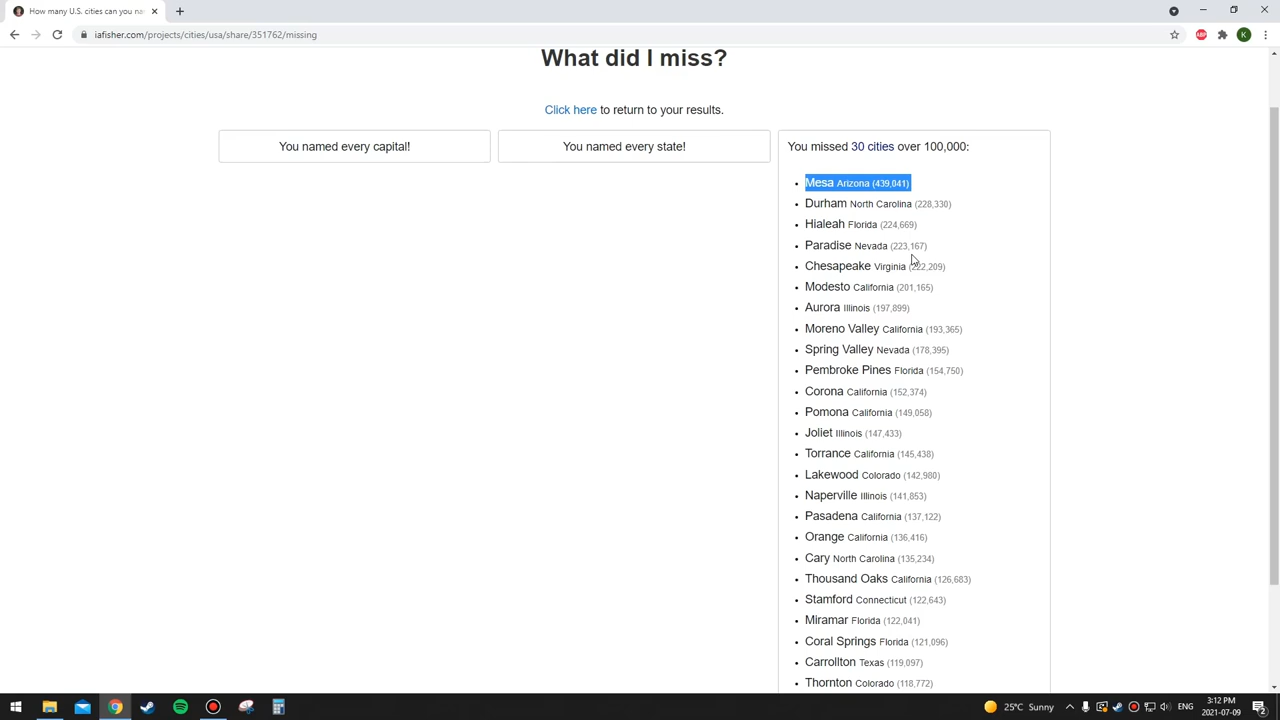 How many U.S. cities can you na
iafisher.com/projects/cities/usa/share/351762/missing
ABP
K
What did I miss?
Click here to return to your results.
You named every capital!
You named every state!
You missed 30 cities over 100,000:
Mesa Arizona (439,041)
Durham North Carolina (228,330)
Hialeah Florida (224,669)
Paradise Nevada (223,167)
Chesapeake Virginia (222,209)
Modesto California (201,165)
Aurora Illinois (197,899)
Moreno Valley California (193,365)
Spring Valley Nevada (178,395)
Pembroke Pines Florida (154,750)
Corona California (152,374)
Pomona California (149,058)
Joliet Illinois (147,433)
Torrance California (145,438)
Lakewood Colorado (142,980)
Naperville Illinois (141,853)
Pasadena California (137,122)
Orange California (136,416)
Cary North Carolina (135,234)
Thousand Oaks California (126,683)
Stamford Connecticut (122,643)
Miramar Florida (122,041)
Coral Springs Florida (121,096)
Carrollton Texas (119,097)
Thornton Colorado (118,772)
25°C Sunny
ENG
3:12 PM
2021-07-09
2